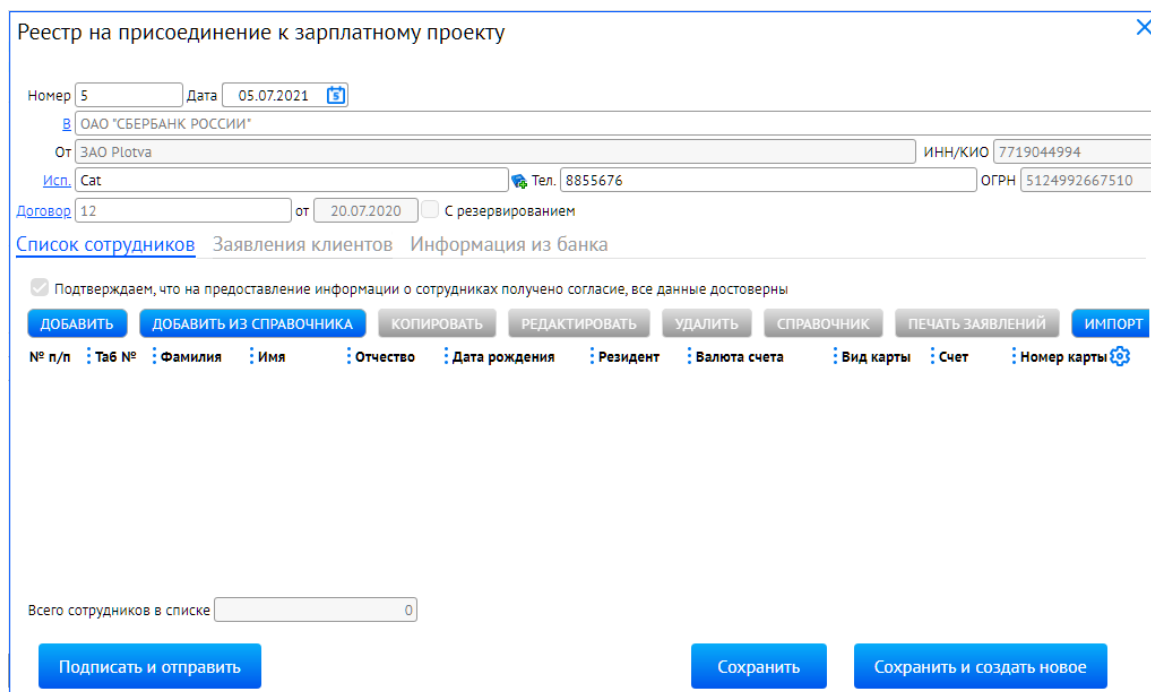 Реестр на присоединение к зарплатному проекту
Номер 5 Дата 05.07.2021
В ОАО "СБЕРБАНК РОССИИ"
От ЗАО Plotva ИНН/КИО 7719044994
Исп. Cat Тел. 8855676 ОГРН 5124992667510
Договор 12 от 20.07.2020 С резервированием
Список сотрудников Заявления клиентов Информация из банка
Подтверждаем, что на предоставление информации о сотрудниках получено согласие, все данные достоверны
ДОБАВИТЬ ДОБАВИТЬ ИЗ СПРАВОЧНИКА КОПИРОВАТЬ РЕДАКТИРОВАТЬ УДАЛИТЬ СПРАВОЧНИК ПЕЧАТЬ ЗАЯВЛЕНИЙ ИМПОРТ
№ п/п Таб № Фамилия Имя Отчество Дата рождения Резидент Валюта счета Вид карты Счет Номер карты
Всего сотрудников в списке 0
Подписать и отправить Сохранить Сохранить и создать новое